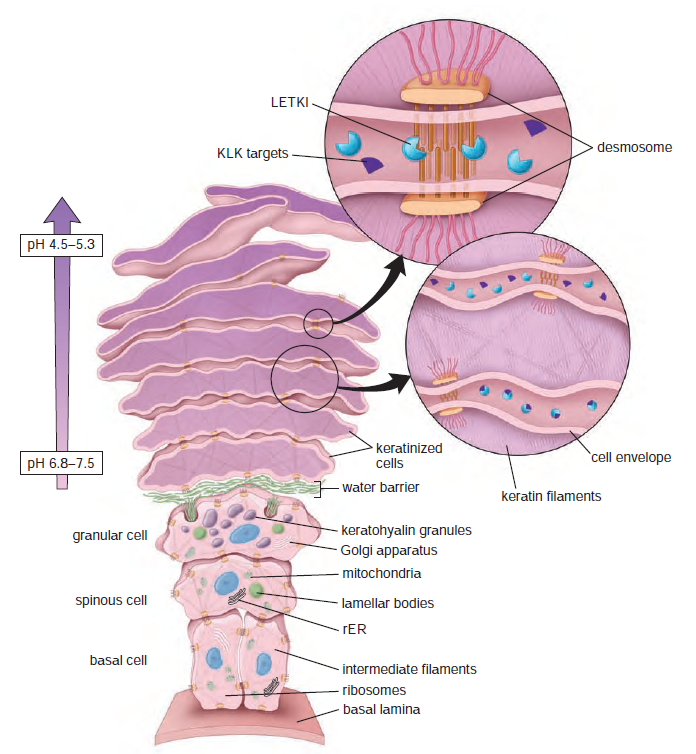 LETKI
KLK targets
desmosome
pH 4.5–5.3
pH 6.8–7.5
keratinized
cells
cell envelope
water barrier
keratin filaments
granular cell
keratohyalin granules
Golgi apparatus
mitochondria
spinous cell
lamellar bodies
rER
basal cell
intermediate filaments
ribosomes
basal lamina